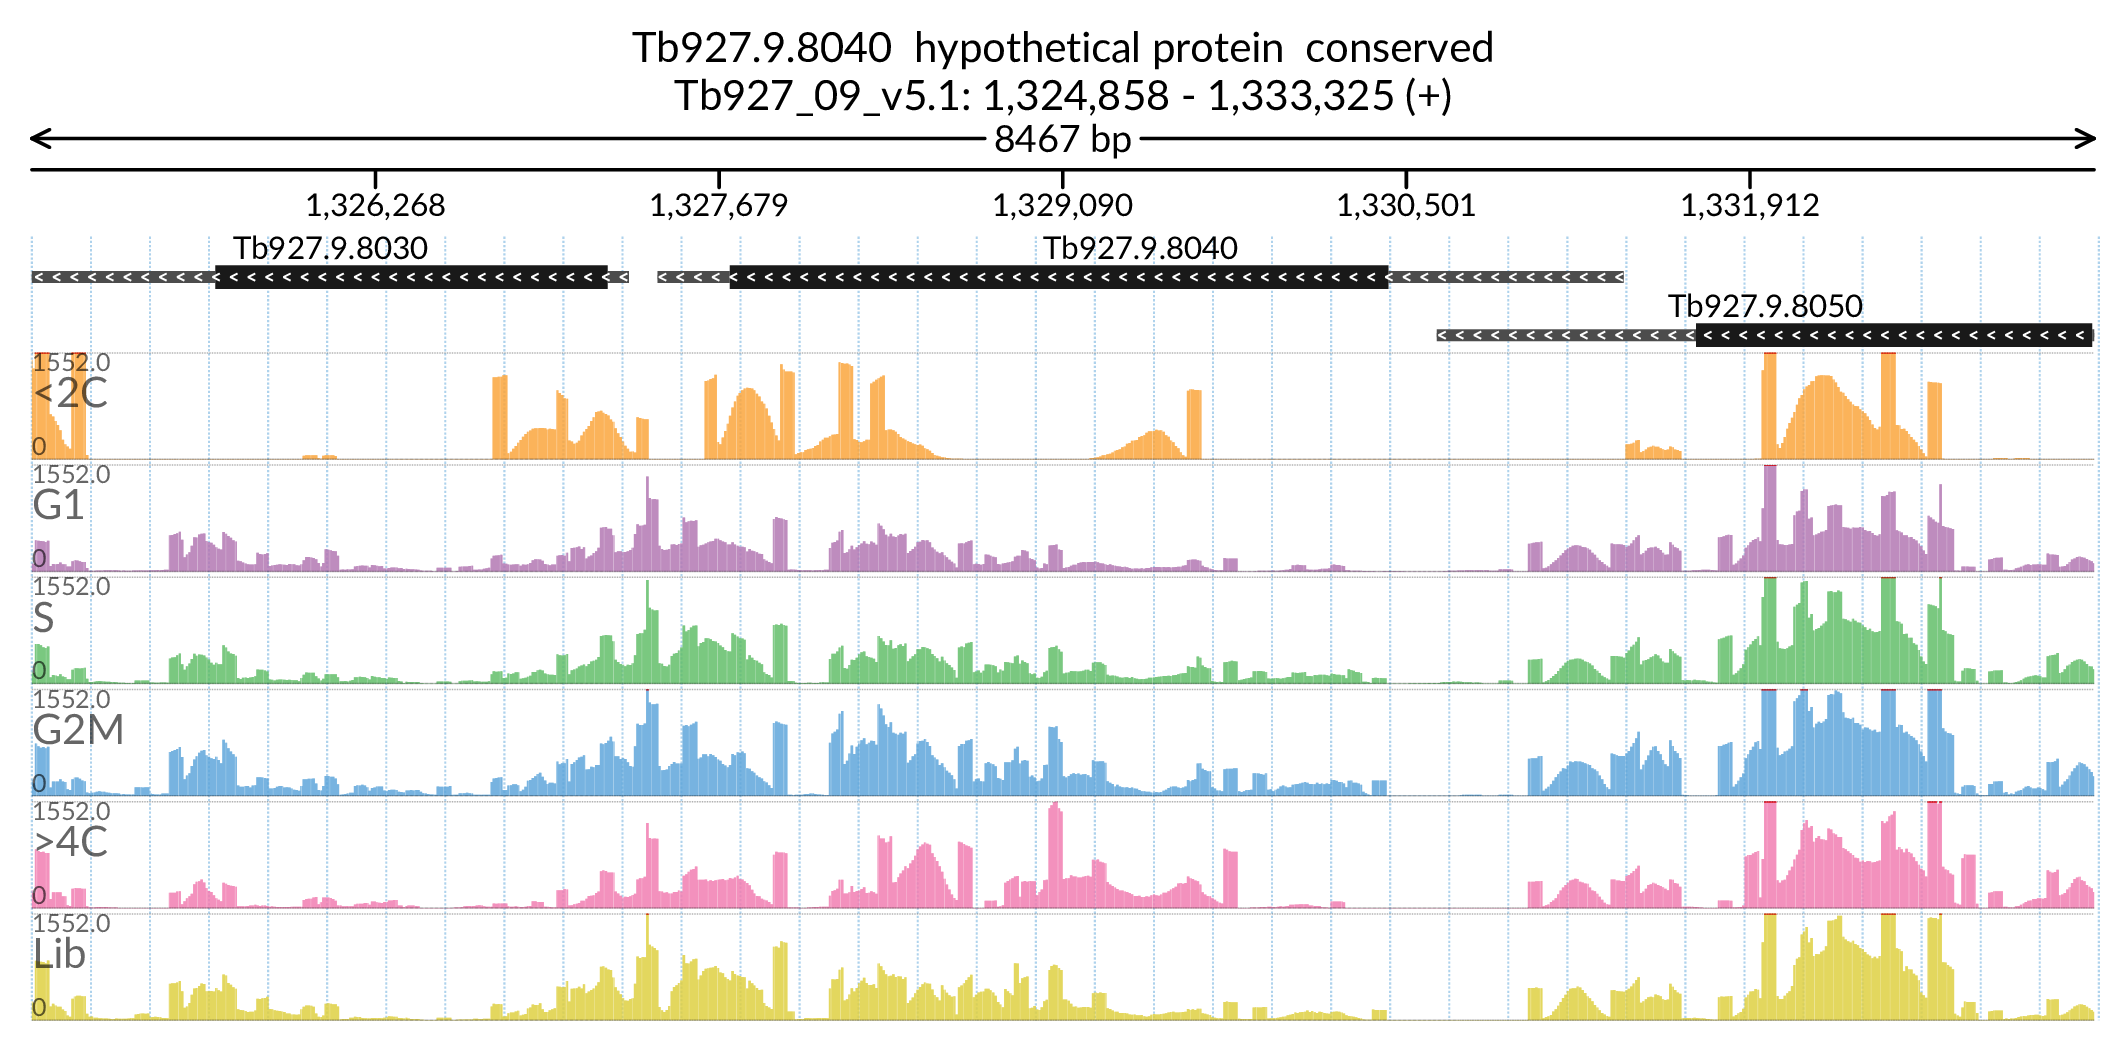 Tb927.9.8040 hypothetical protein conserved
Tb927_09_v5.1: 1,324,858 - 1,333,325 (+)
8467 bp
1,326,268 1,327,679 1,329,090 1,330,501 1,331,912
Tb927.9.8030 Tb927.9.8040
Tb927.9.8050
1552.0
<2C
0
1552.0
G1
0
1552.0
S
0
1552.0
G2M
0
1552.0
>4C
0
1552.0
Lib
0